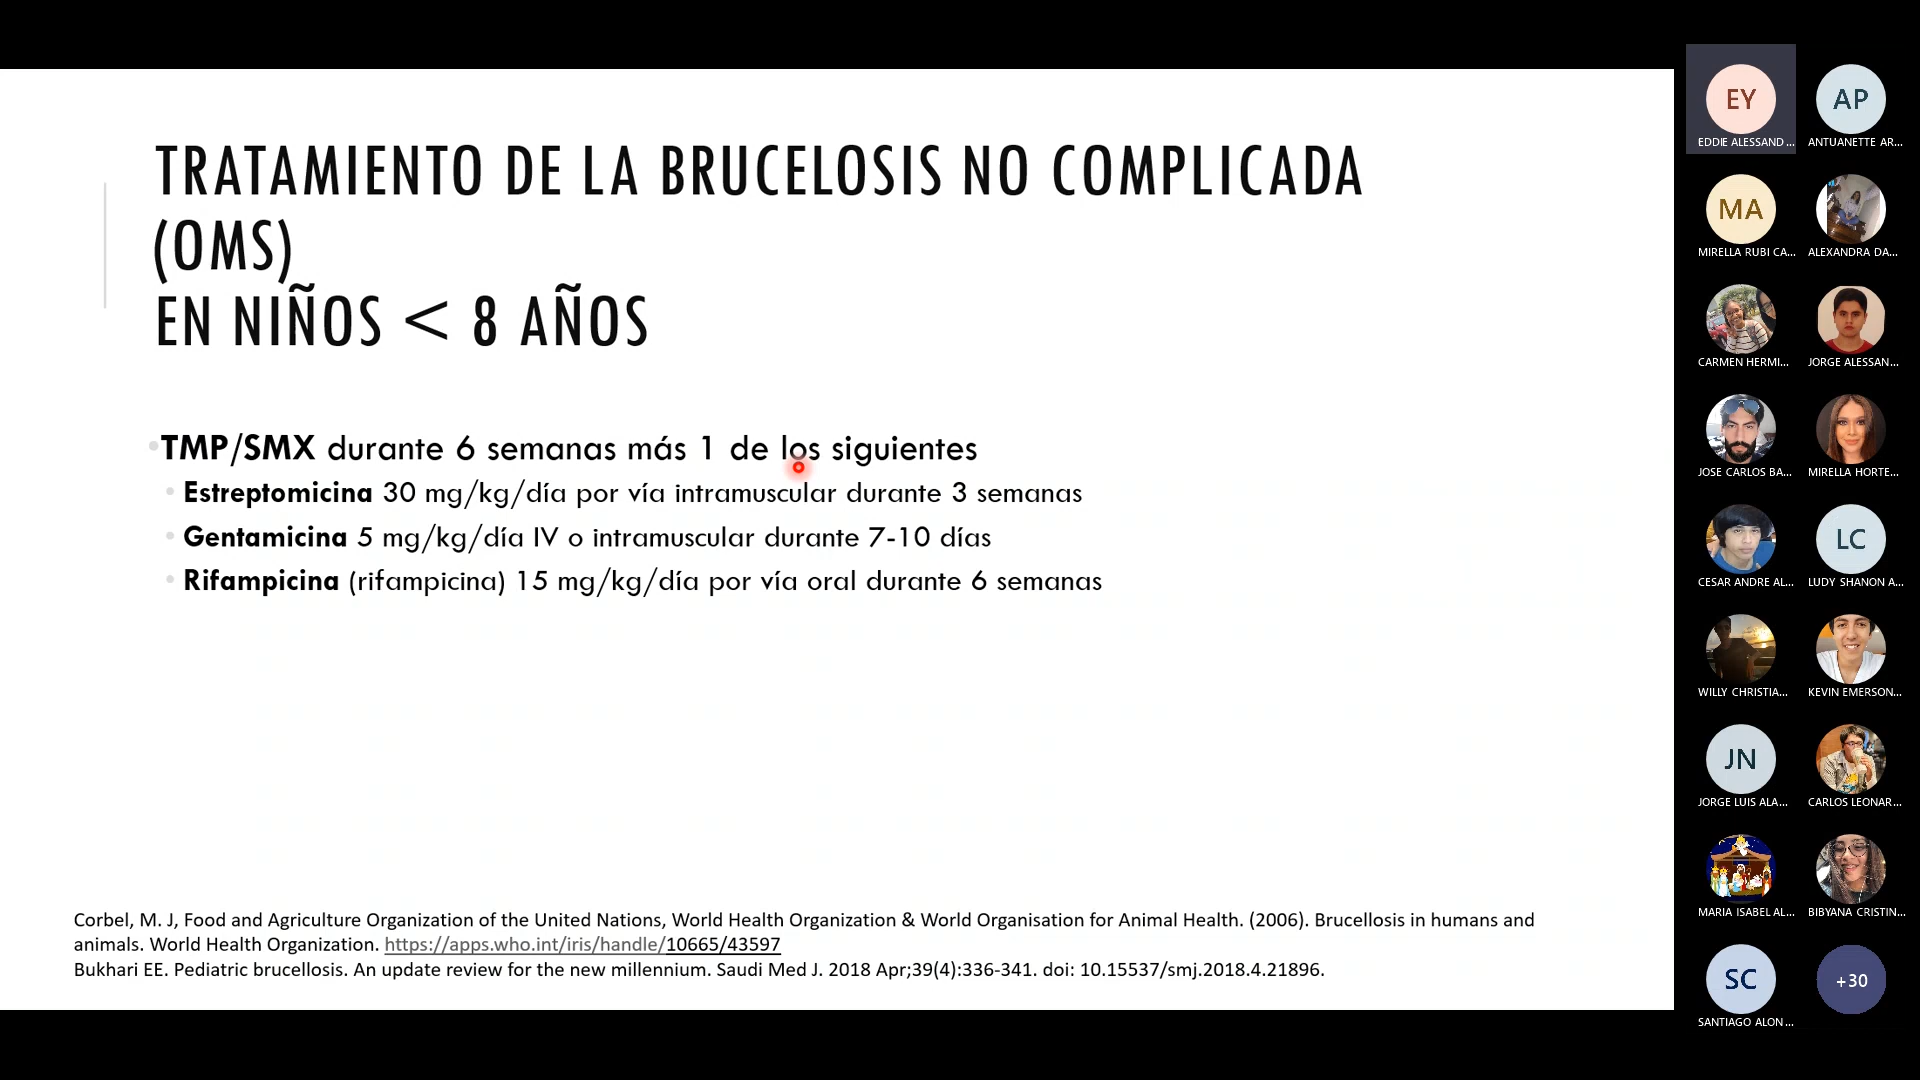 TRATAMIENTO DE LA BRUCELOSIS NO COMPLICADA
(OMS)
EN NIÑOS < 8 AÑOS
•TMP/SMX durante 6 semanas más 1 de los siguientes
• Estreptomicina 30 mg/kg/día por vía intramuscular durante 3 semanas
• Gentamicina 5 mg/kg/día IV o intramuscular durante 7-10 días
• Rifampicina (rifampicina) 15 mg/kg/día por vía oral durante 6 semanas
Corbel, M. J, Food and Agriculture Organization of the United Nations, World Health Organization & World Organisation for Animal Health. (2006). Brucellosis in humans and
animals. World Health Organization. https://apps.who.int/iris/handle/10665/43597
Bukhari EE. Pediatric brucellosis. An update review for the new millennium. Saudi Med J. 2018 Apr;39(4):336-341. doi: 10.15537/smj.2018.4.21896.
EY
AP
EDDIE ALESSAND...
ANTUANETTE AR...
MA
MIRELLA RUBI CA...
ALEXANDRA DA...
CARMEN HERMI...
JORGE ALESSAN...
JOSE CARLOS BA...
MIRELLA HORTE...
LC
CESAR ANDRE AL...
LUDY SHANON A...
WILLY CHRISTIA...
KEVIN EMERSON...
JN
JORGE LUIS ALA...
CARLOS LEONAR...
MARIA ISABEL AL...
BIBYANA CRISTIN...
SC
+30
SANTIAGO ALON...